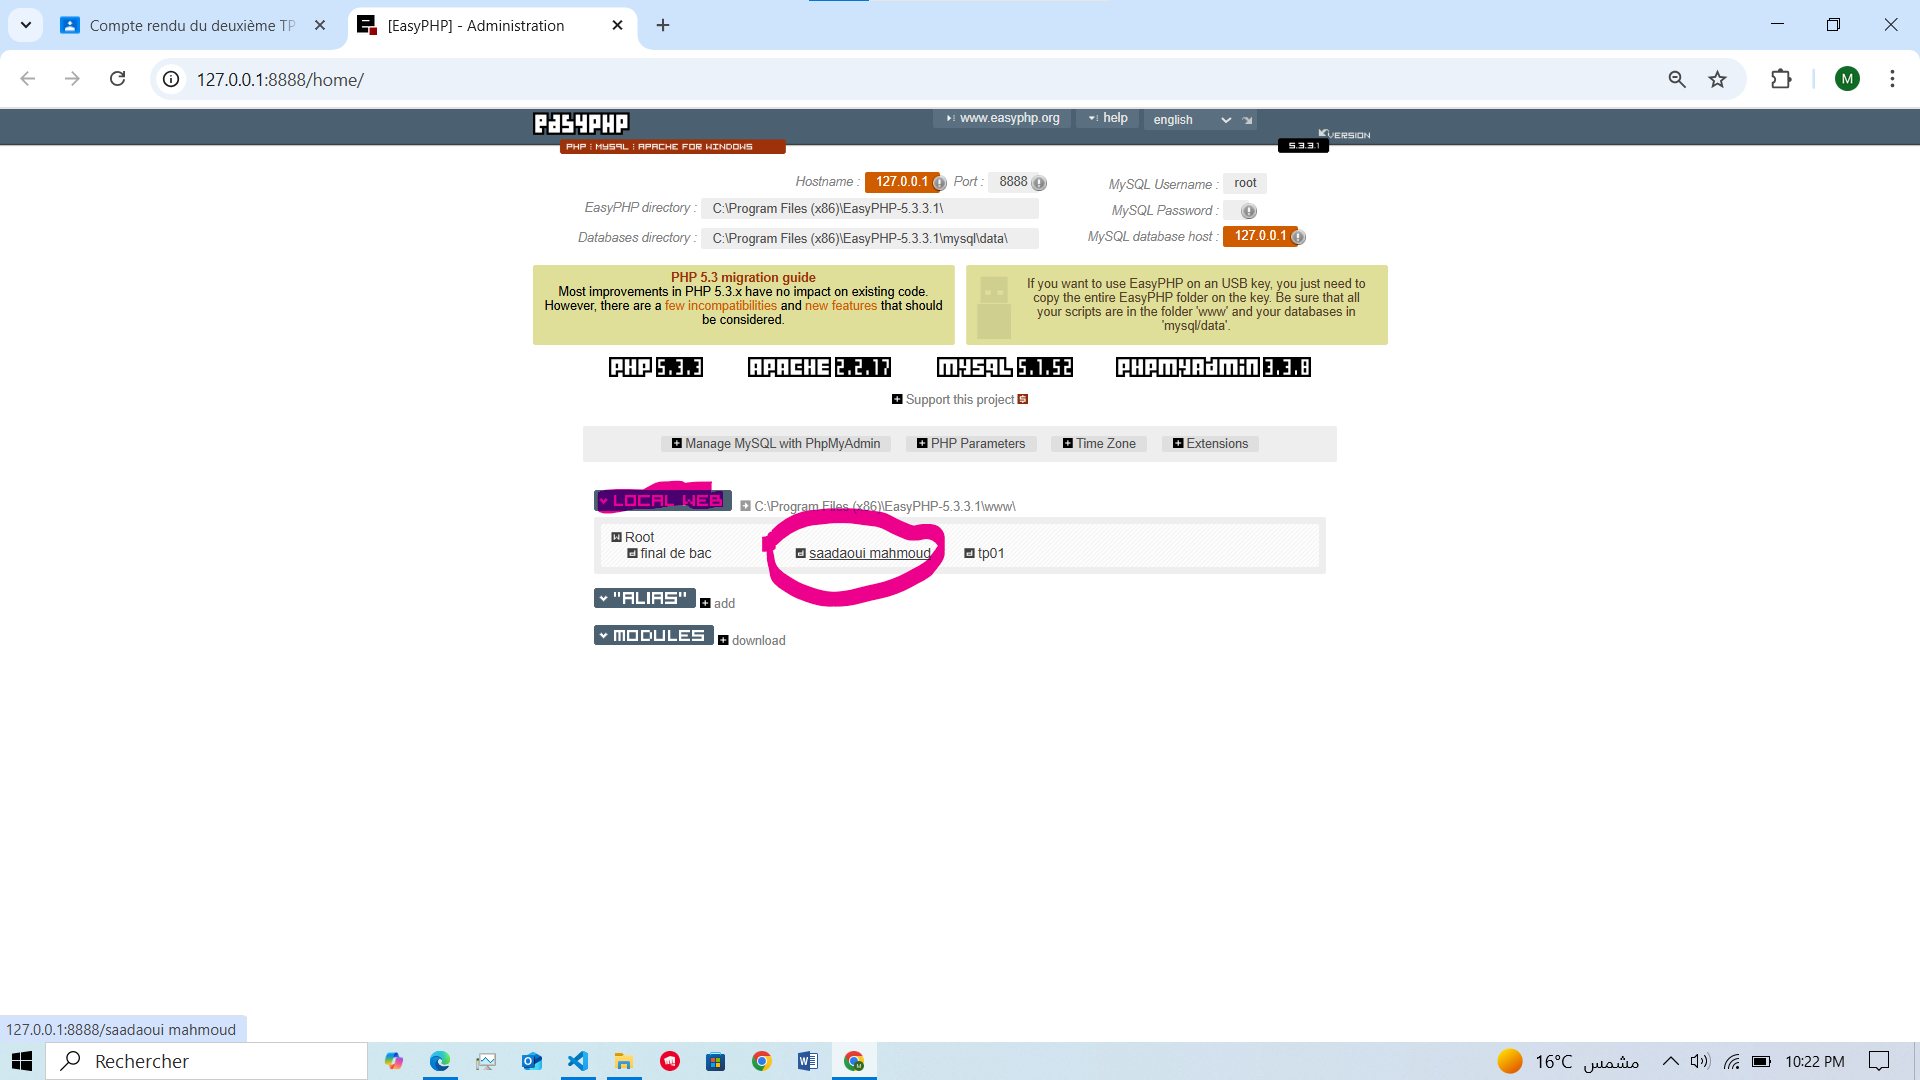 Compte rendu du deuxième TP
[EasyPHP] - Administration
127.0.0.1:8888/home/
M
easyphp
www.easyphp.org
help
english
VERSION
PHP | MYSQL | APACHE FOR WINDOWS
5.3.3.1
Hostname : 127.0.0.1 Port : 8888
MySQL Username : root
EasyPHP directory : C:\Program Files (x86)\EasyPHP-5.3.3.1\
MySQL Password :
Databases directory : C:\Program Files (x86)\EasyPHP-5.3.3.1\mysql\data\
MySQL database host : 127.0.0.1
PHP 5.3 migration guide
Most improvements in PHP 5.3.x have no impact on existing code.
However, there are a few incompatibilities and new features that should
be considered.
If you want to use EasyPHP on an USB key, you just need to
copy the entire EasyPHP folder on the key. Be sure that all
your scripts are in the folder 'www' and your databases in
'mysql/data'.
PHP 5.3.3 APACHE 2.2.17 MYSQL 5.1.52 PHPMYADMIN 3.3.8
Support this project $
Manage MySQL with PhpMyAdmin PHP Parameters Time Zone Extensions
LOCAL WEB C:\Program Files (x86)\EasyPHP-5.3.3.1\www\
Root
final de bac saadaoui mahmoud tp01
"ALIAS" add
MODULES download
127.0.0.1:8888/saadaoui mahmoud
Rechercher
16°C مشمس
10:22 PM